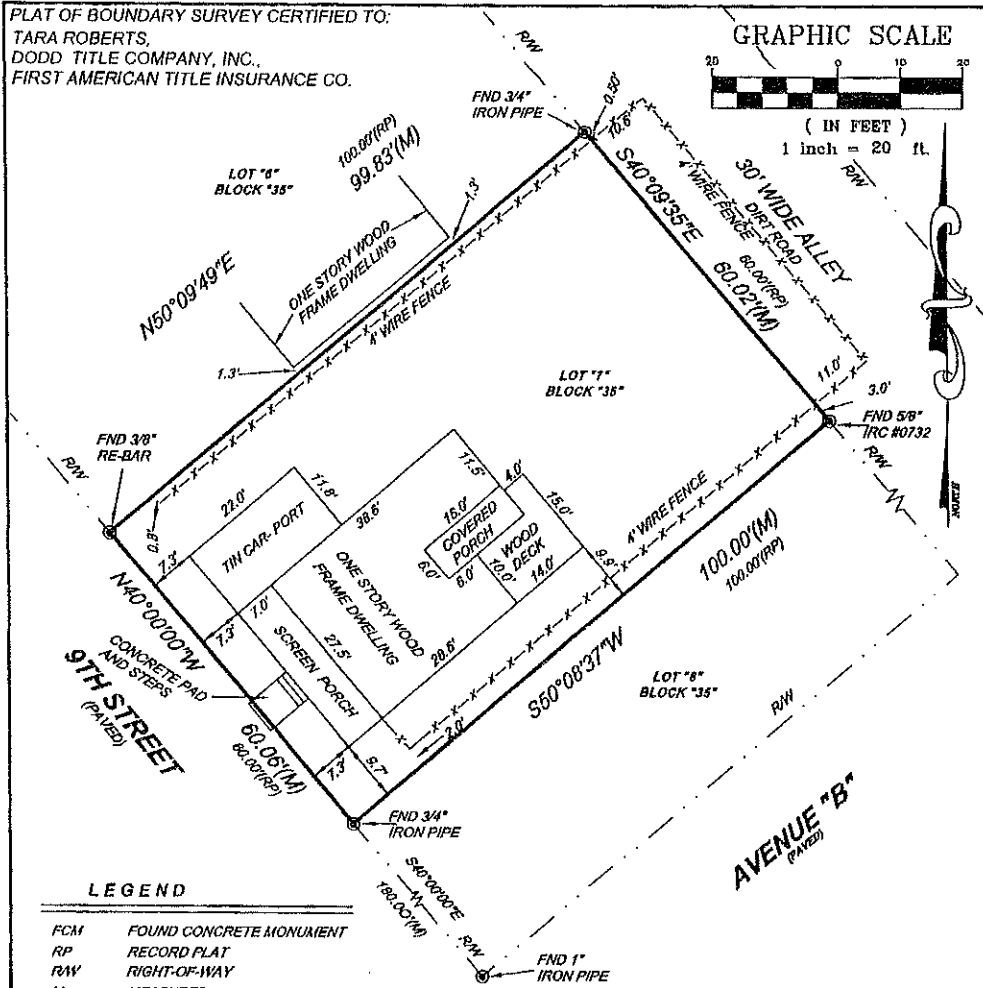 PLAT OF BOUNDARY SURVEY CERTIFIED TO:
TARA ROBERTS,
DODD TITLE COMPANY, INC.,
FIRST AMERICAN TITLE INSURANCE CO.
GRAPHIC SCALE
20 0 10 20
( IN FEET )
1 inch = 20 ft.
R/W
FND 3/4"
IRON PIPE
0.50'
10.6'
100.00'(RP)
99.83'(M)
LOT "8"
BLOCK "35"
1.3'
S40°09'35"E
4' WIRE FENCE
30' WIDE ALLEY
DIRT ROAD
60.00'(RP)
60.02'(M)
R/W
N50°09'49"E
ONE STORY WOOD
FRAME DWELLING
4' WIRE FENCE
1.3'
LOT "7"
BLOCK "35"
11.0'
3.0'
FND 5/8"
IRC #0732
R/W
NORTH
FND 3/8"
RE-BAR
R/W
0.8'
22.0'
11.8'
7.3'
TIN CAR-PORT
38.6'
11.5'
4.0'
16.0'
COVERED
PORCH
15.0'
6.0'
6.0'
WOOD
DECK
10.0'
14.0'
9.9'
4' WIRE FENCE
100.00'(M)
100.00'(RP)
N40°00'00"W
7.3'
1.0'
ONE STORY WOOD
FRAME DWELLING
27.5'
28.6'
SCREEN PORCH
CONCRETE PAD
AND STEPS
9TH STREET
(PAVED)
60.06'(M)
60.00'(RP)
7.3'
9.7'
2.0'
S50°08'37"W
LOT "6"
BLOCK "35"
R/W
FND 3/4"
IRON PIPE
AVENUE "B"
(PAVED)
S40°00'00"E
180.00'(M)
R/W
FND 1"
IRON PIPE
LEGEND
FCM FOUND CONCRETE MONUMENT
RP RECORD PLAT
R/W RIGHT-OF-WAY